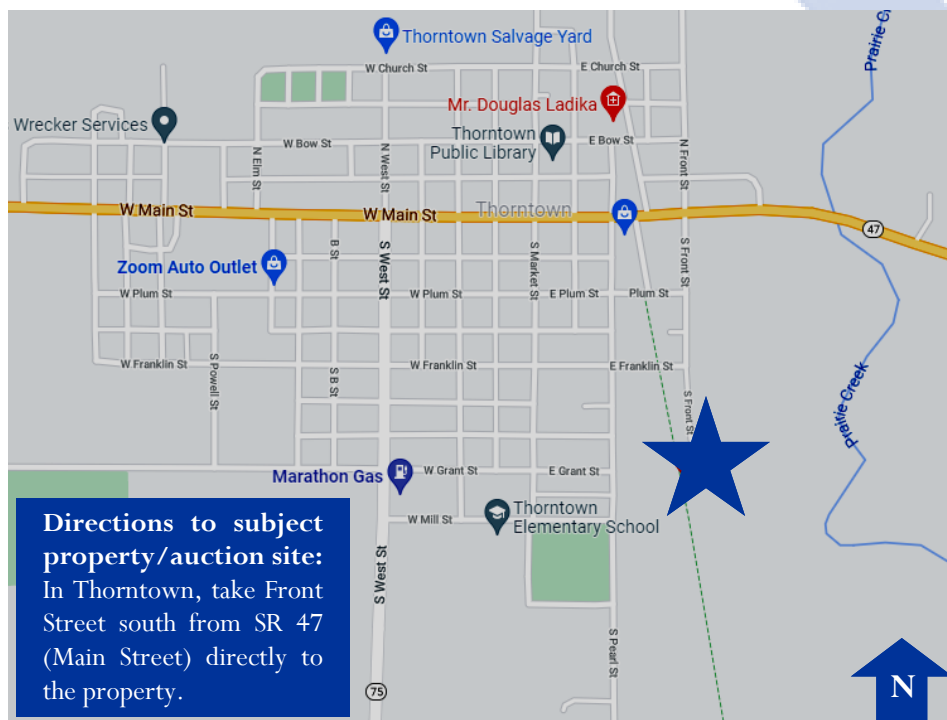 Prairie C
Thorntown Salvage Yard
W Church St
E Church St
Mr. Douglas Ladika
Wrecker Services
Thorntown
Public Library
W Bow St
E Bow St
N Elm St
N West St
N Front St
W Main St
W Main St
Thorntown
47
Zoom Auto Outlet
B St
S West St
S Market St
S Front St
W Plum St
W Plum St
E Plum St
Plum St
W Franklin St
W Franklin St
E Franklin St
S Powell St
S B St
S Front St
Prairie Creek
Marathon Gas
W Grant St
E Grant St
Thorntown
Elementary School
W Mill St
S West St
S Pearl St
75
Directions to subject
property/auction site:
In Thorntown, take Front
Street south from SR 47
(Main Street) directly to
the property.
N